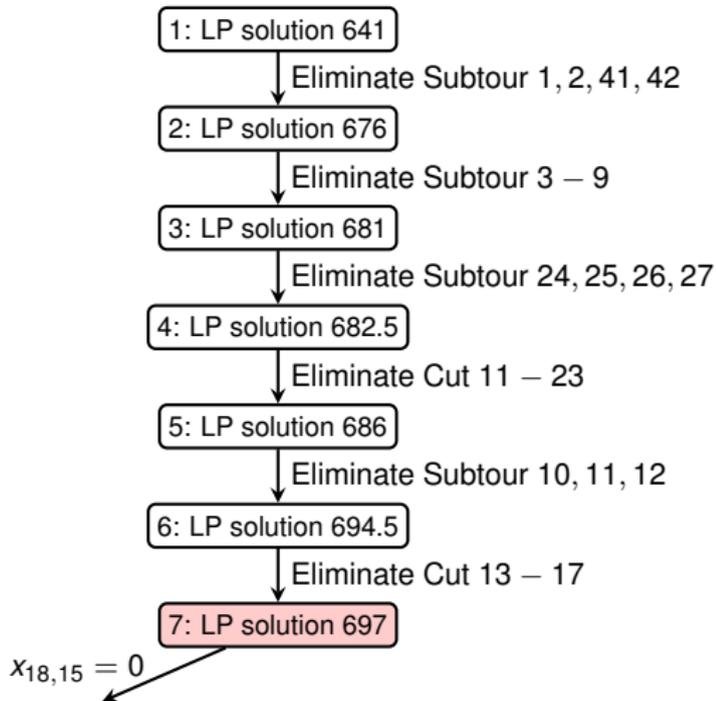 1: LP solution 641
Eliminate Subtour 1, 2, 41, 42
2: LP solution 676
Eliminate Subtour 3 − 9
3: LP solution 681
Eliminate Subtour 24, 25, 26, 27
4: LP solution 682.5
Eliminate Cut 11 − 23
5: LP solution 686
Eliminate Subtour 10, 11, 12
6: LP solution 694.5
Eliminate Cut 13 − 17
7: LP solution 697
x18,15 = 0